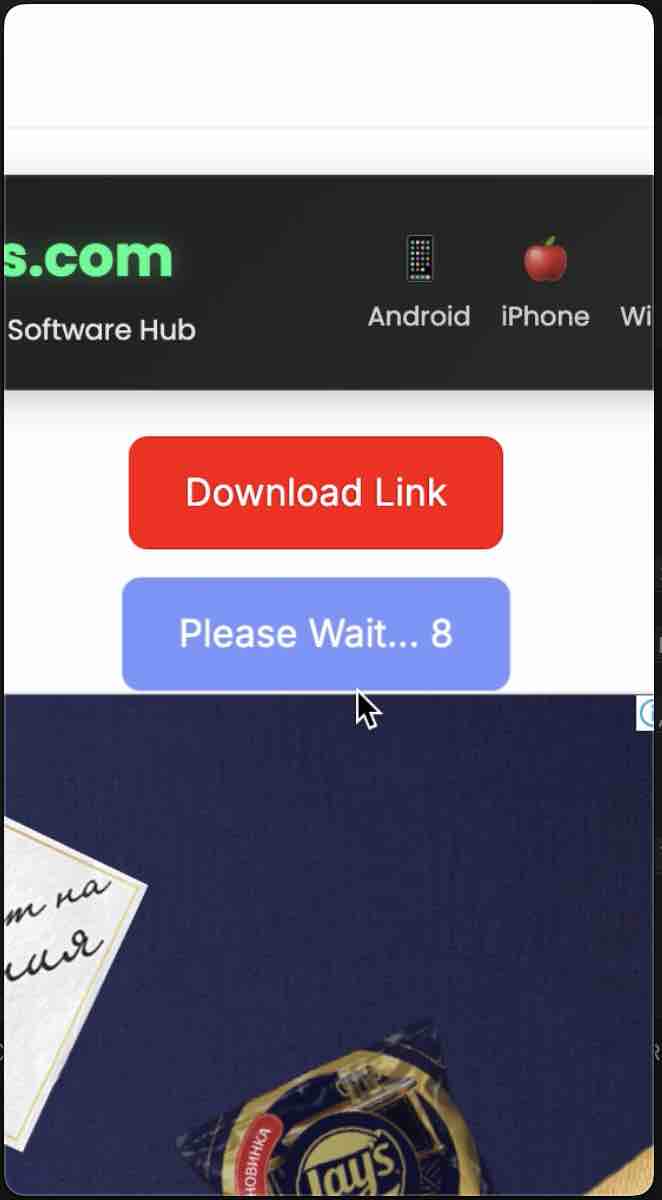 s.com
Software Hub
Android
iPhone
Wi
Download Link
Please Wait... 8
т на
ния
НОВИНКА
Lay's